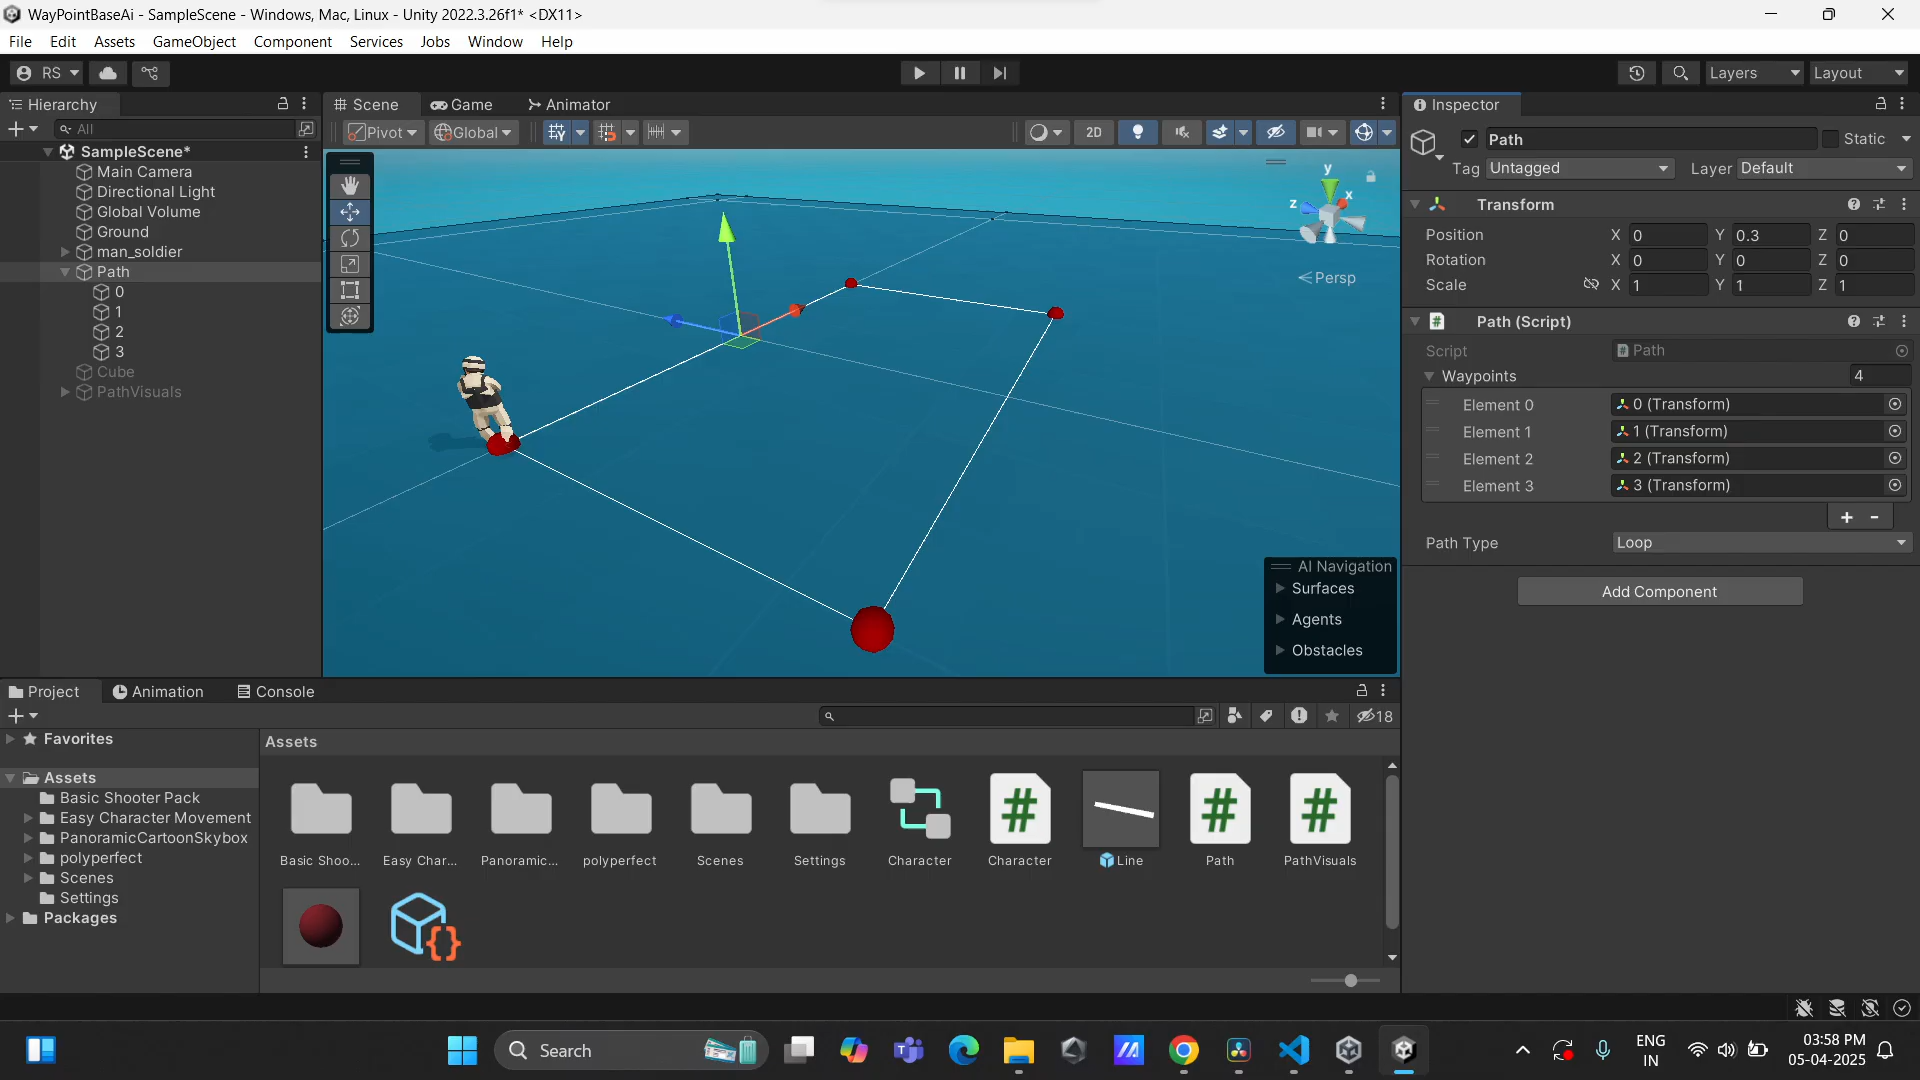 WayPointBaseAi - SampleScene - Windows, Mac, Linux - Unity 2022.3.26f1* <DX11>
File Edit Assets GameObject Component Services Jobs Window Help
RS
Layers
Layout
Hierarchy
All
SampleScene*
Main Camera
Directional Light
Global Volume
Ground
man_soldier
Path
0
1
2
3
Cube
PathVisuals
Scene
Game
Animator
Pivot
Global
2D
y
x
z
Persp
AI Navigation
Surfaces
Agents
Obstacles
Inspector
Path
Static
Tag Untagged Layer Default
Transform
Position X 0 Y 0.3 Z 0
Rotation X 0 Y 0 Z 0
Scale X 1 Y 1 Z 1
Path (Script)
Script Path
Waypoints 4
Element 0 0 (Transform)
Element 1 1 (Transform)
Element 2 2 (Transform)
Element 3 3 (Transform)
Path Type Loop
Add Component
Project
Animation
Console
18
Favorites
Assets
Basic Shooter Pack
Easy Character Movement
PanoramicCartoonSkybox
polyperfect
Scenes
Settings
Packages
Assets
Basic Shoo... Easy Char... Panoramic... polyperfect Scenes Settings Character Character Line Path PathVisuals
Search
ENG
IN
03:58 PM
05-04-2025